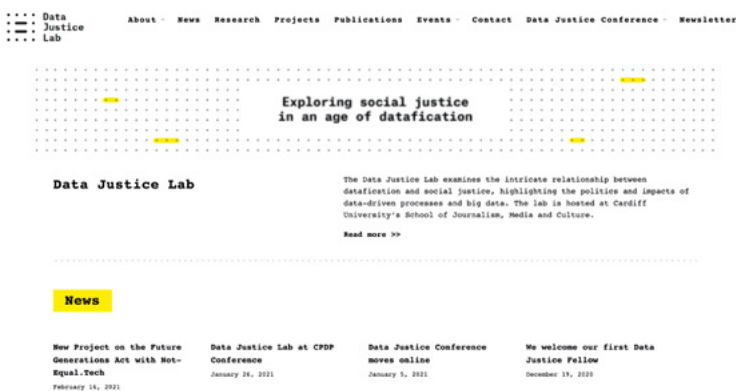 Data
Justice
Lab
About News Research Projects Publications Events Contact Data Justice Conference Newsletter
Exploring social justice
in an age of datafication
Data Justice Lab
The Data Justice Lab examines the intricate relationship between
datafication and social justice, highlighting the politics and impacts of
data-driven processes and big data. The lab is hosted at Cardiff
University's School of Journalism, Media and Culture.
Read more >>
News
New Project on the Future
Generations Act with Not-
Equal.Tech
February 16, 2021
Data Justice Lab at CPDP
Conference
January 26, 2021
Data Justice Conference
moves online
January 5, 2021
We welcome our first Data
Justice Fellow
December 19, 2020